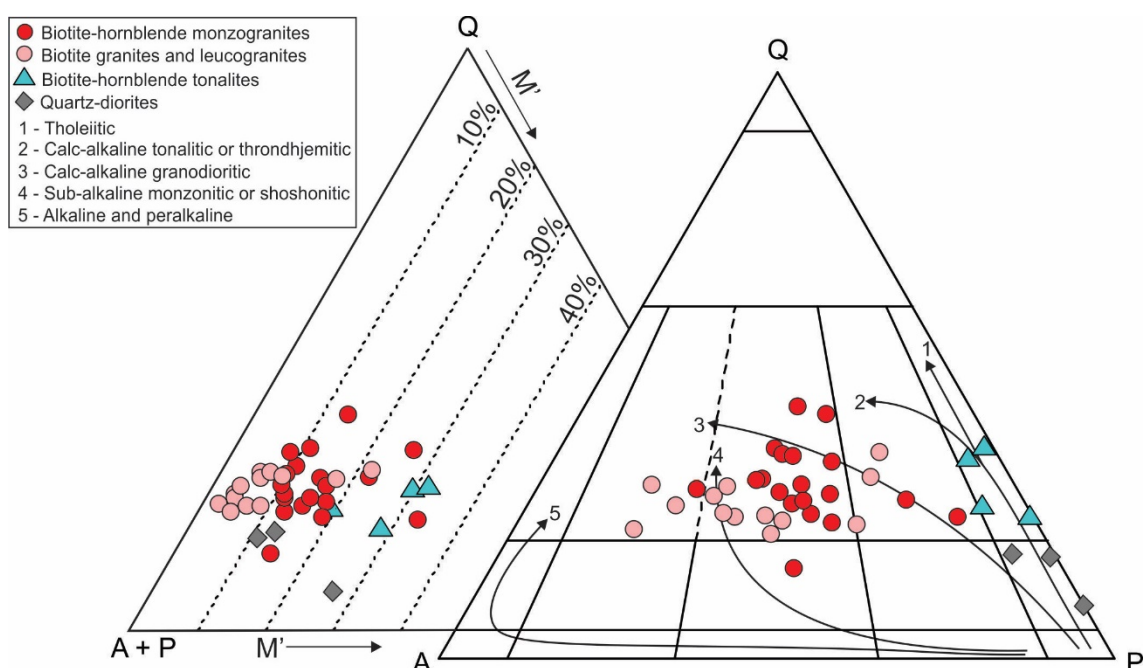 Biotite-hornblende monzogranites
Biotite granites and leucogranites
Biotite-hornblende tonalites
Quartz-diorites
1 - Tholeiitic
2 - Calc-alkaline tonalitic or throndhjemitic
3 - Calc-alkaline granodioritic
4 - Sub-alkaline monzonitic or shoshonitic
5 - Alkaline and peralkaline
Q
M'
10%
20%
30%
40%
A + P
M'
Q
1
2
3
4
5
A
P